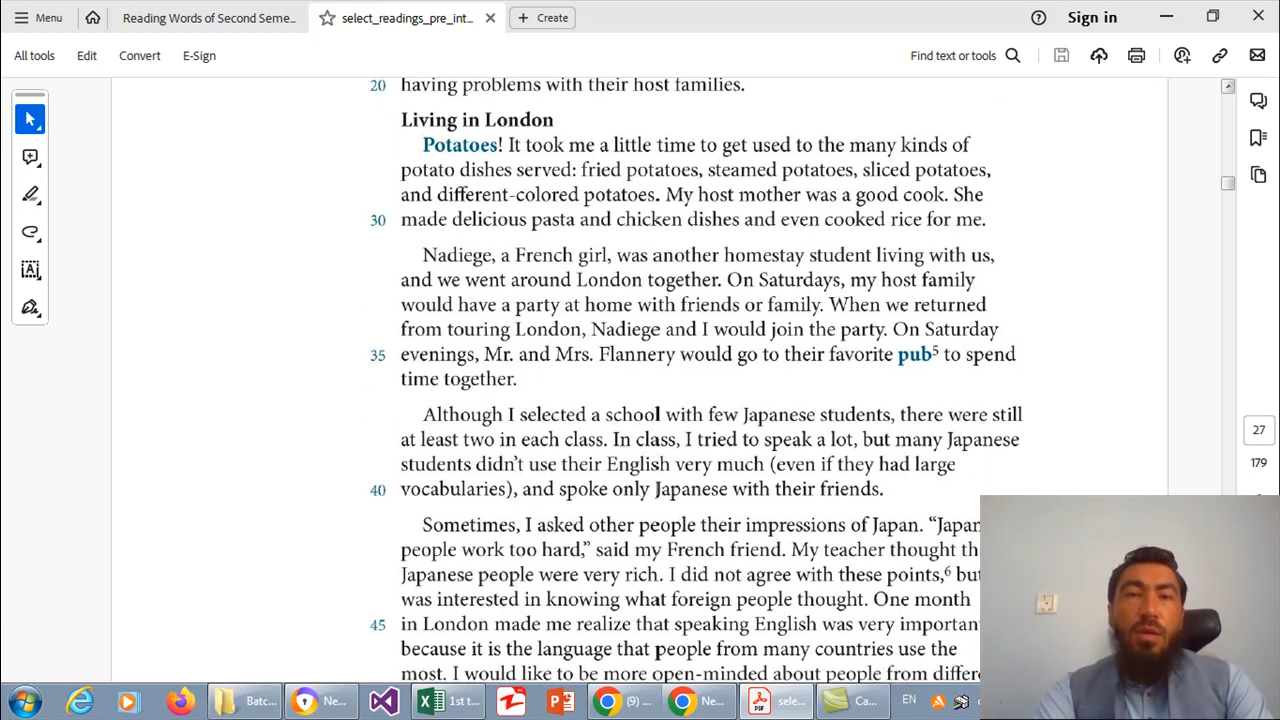 Menu
Reading Words of Second Seme...
select_readings_pre_int...
Create
Sign in
All tools
Edit
Convert
E-Sign
Find text or tools
20 having problems with their host families.
Living in London
Potatoes! It took me a little time to get used to the many kinds of
potato dishes served: fried potatoes, steamed potatoes, sliced potatoes,
and different-colored potatoes. My host mother was a good cook. She
30 made delicious pasta and chicken dishes and even cooked rice for me.
Nadiege, a French girl, was another homestay student living with us,
and we went around London together. On Saturdays, my host family
would have a party at home with friends or family. When we returned
from touring London, Nadiege and I would join the party. On Saturday
35 evenings, Mr. and Mrs. Flannery would go to their favorite pub5 to spend
time together.
Although I selected a school with few Japanese students, there were still
at least two in each class. In class, I tried to speak a lot, but many Japanese
students didn't use their English very much (even if they had large
40 vocabularies), and spoke only Japanese with their friends.
Sometimes, I asked other people their impressions of Japan. "Japan
people work too hard," said my French friend. My teacher thought th
Japanese people were very rich. I did not agree with these points,6 but
was interested in knowing what foreign people thought. One month
45 in London made me realize that speaking English was very importan
because it is the language that people from many countries use the
most. I would like to be more open-minded about people from differe
27
179
Batc...
Ne...
1st t...
(9) ...
Ne...
sele...
Ca...
EN